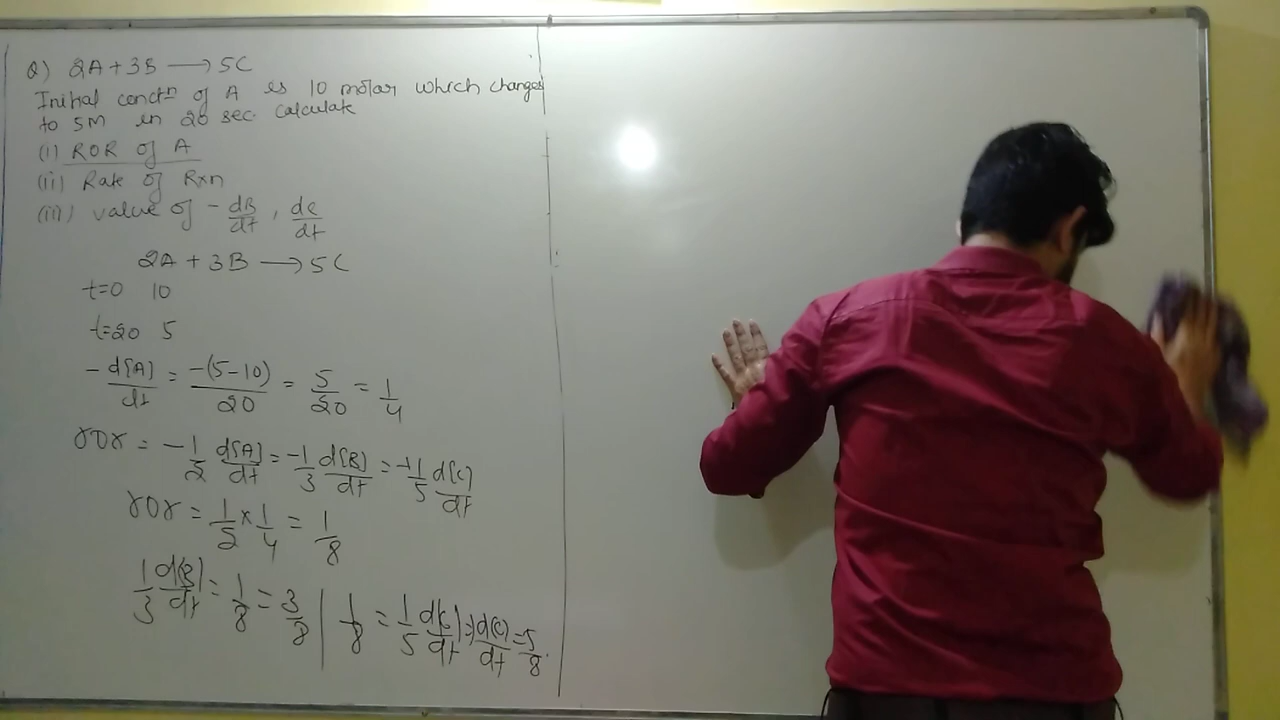 Q) 2A + 3B → 5C
Initial conctn of A is 10 molar which changes
to 5M in 20 sec. calculate
(i) ROR of A
(ii) Rate of Rxn
(iii) value of - dB/dt , dc/dt
2A + 3B → 5C
t=0 10
t=20 5
- d[A]/dt = -(5-10)/20 = 5/20 = 1/4
ror = - 1/2 d[A]/dt = -1/3 d[B]/dt = +1/5 d[C]/dt
ror = 1/2 × 1/4 = 1/8
1/3 d[B]/dt = 1/8 = 3/8 | 1/8 = 1/5 d[C]/dt ⇒ d[C]/dt = 5/8.